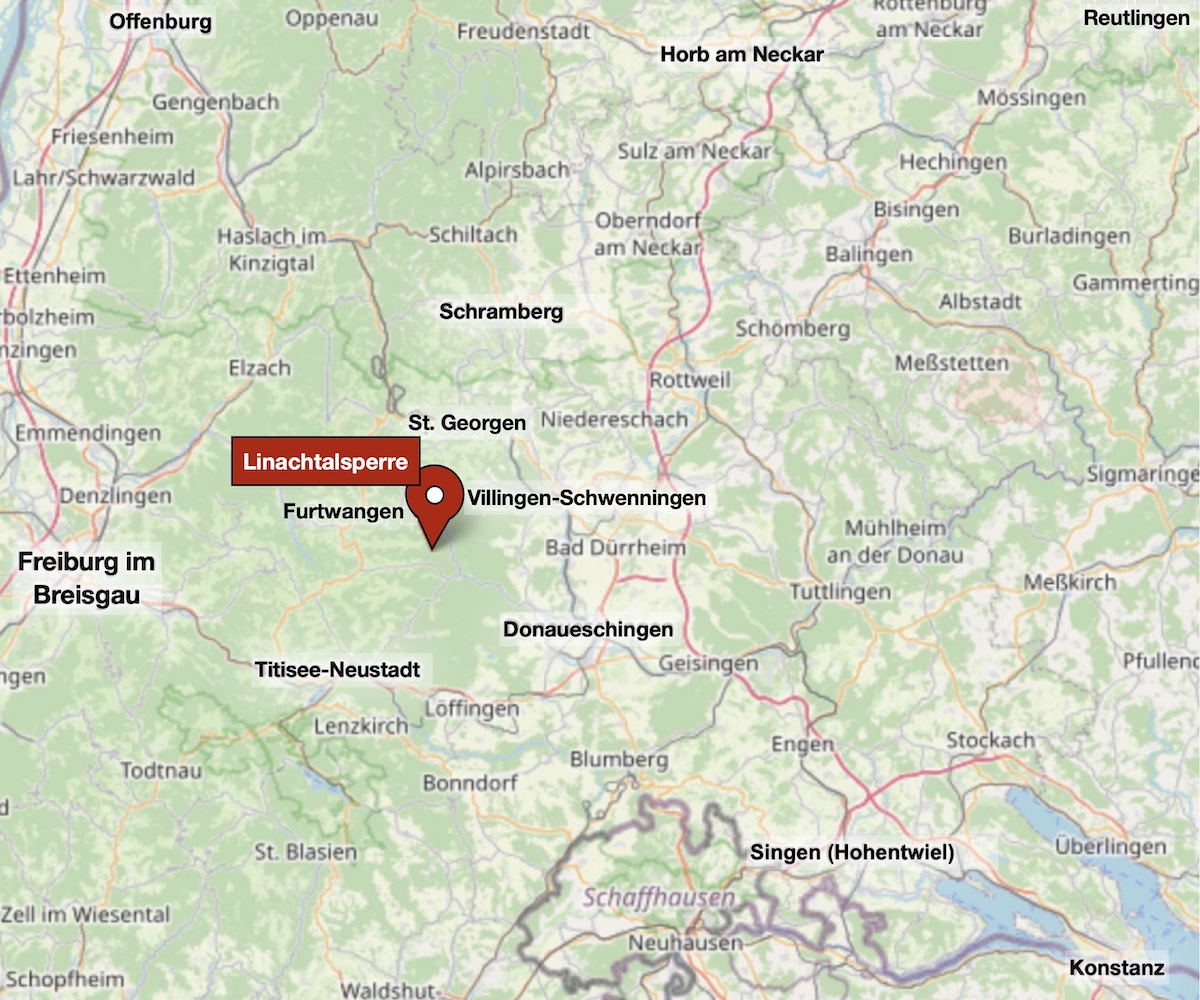 Offenburg
Oppenau
Freudenstadt
Rottenburg
am Neckar
Reutlingen
Horb am Neckar
Gengenbach
Mössingen
Friesenheim
Sulz am Neckar
Hechingen
Lahr/Schwarzwald
Alpirsbach
Bisingen
Oberndorf
am Neckar
Haslach im
Kinzigtal
Schiltach
Burladingen
Balingen
Ettenheim
Gammerting
Albstadt
Schramberg
rbolzheim
Schömberg
nzingen
Elzach
Meßstetten
Rottweil
St. Georgen
Niedereschach
Emmendingen
Linachtalsperre
Sigmaringe
Denzlingen
Villingen-Schwenningen
Furtwangen
Mühlheim
an der Donau
Bad Dürrheim
Freiburg im
Breisgau
Meßkirch
Tuttlingen
Donaueschingen
Geisingen
Pfullend
Titisee-Neustadt
ngen
Löffingen
Lenzkirch
Engen
Stockach
Blumberg
Todtnau
Bonndorf
d
Überlingen
St. Blasien
Singen (Hohentwiel)
Schaffhausen
Zell im Wiesental
Neuhausen
Konstanz
Schopfheim
Waldshut-